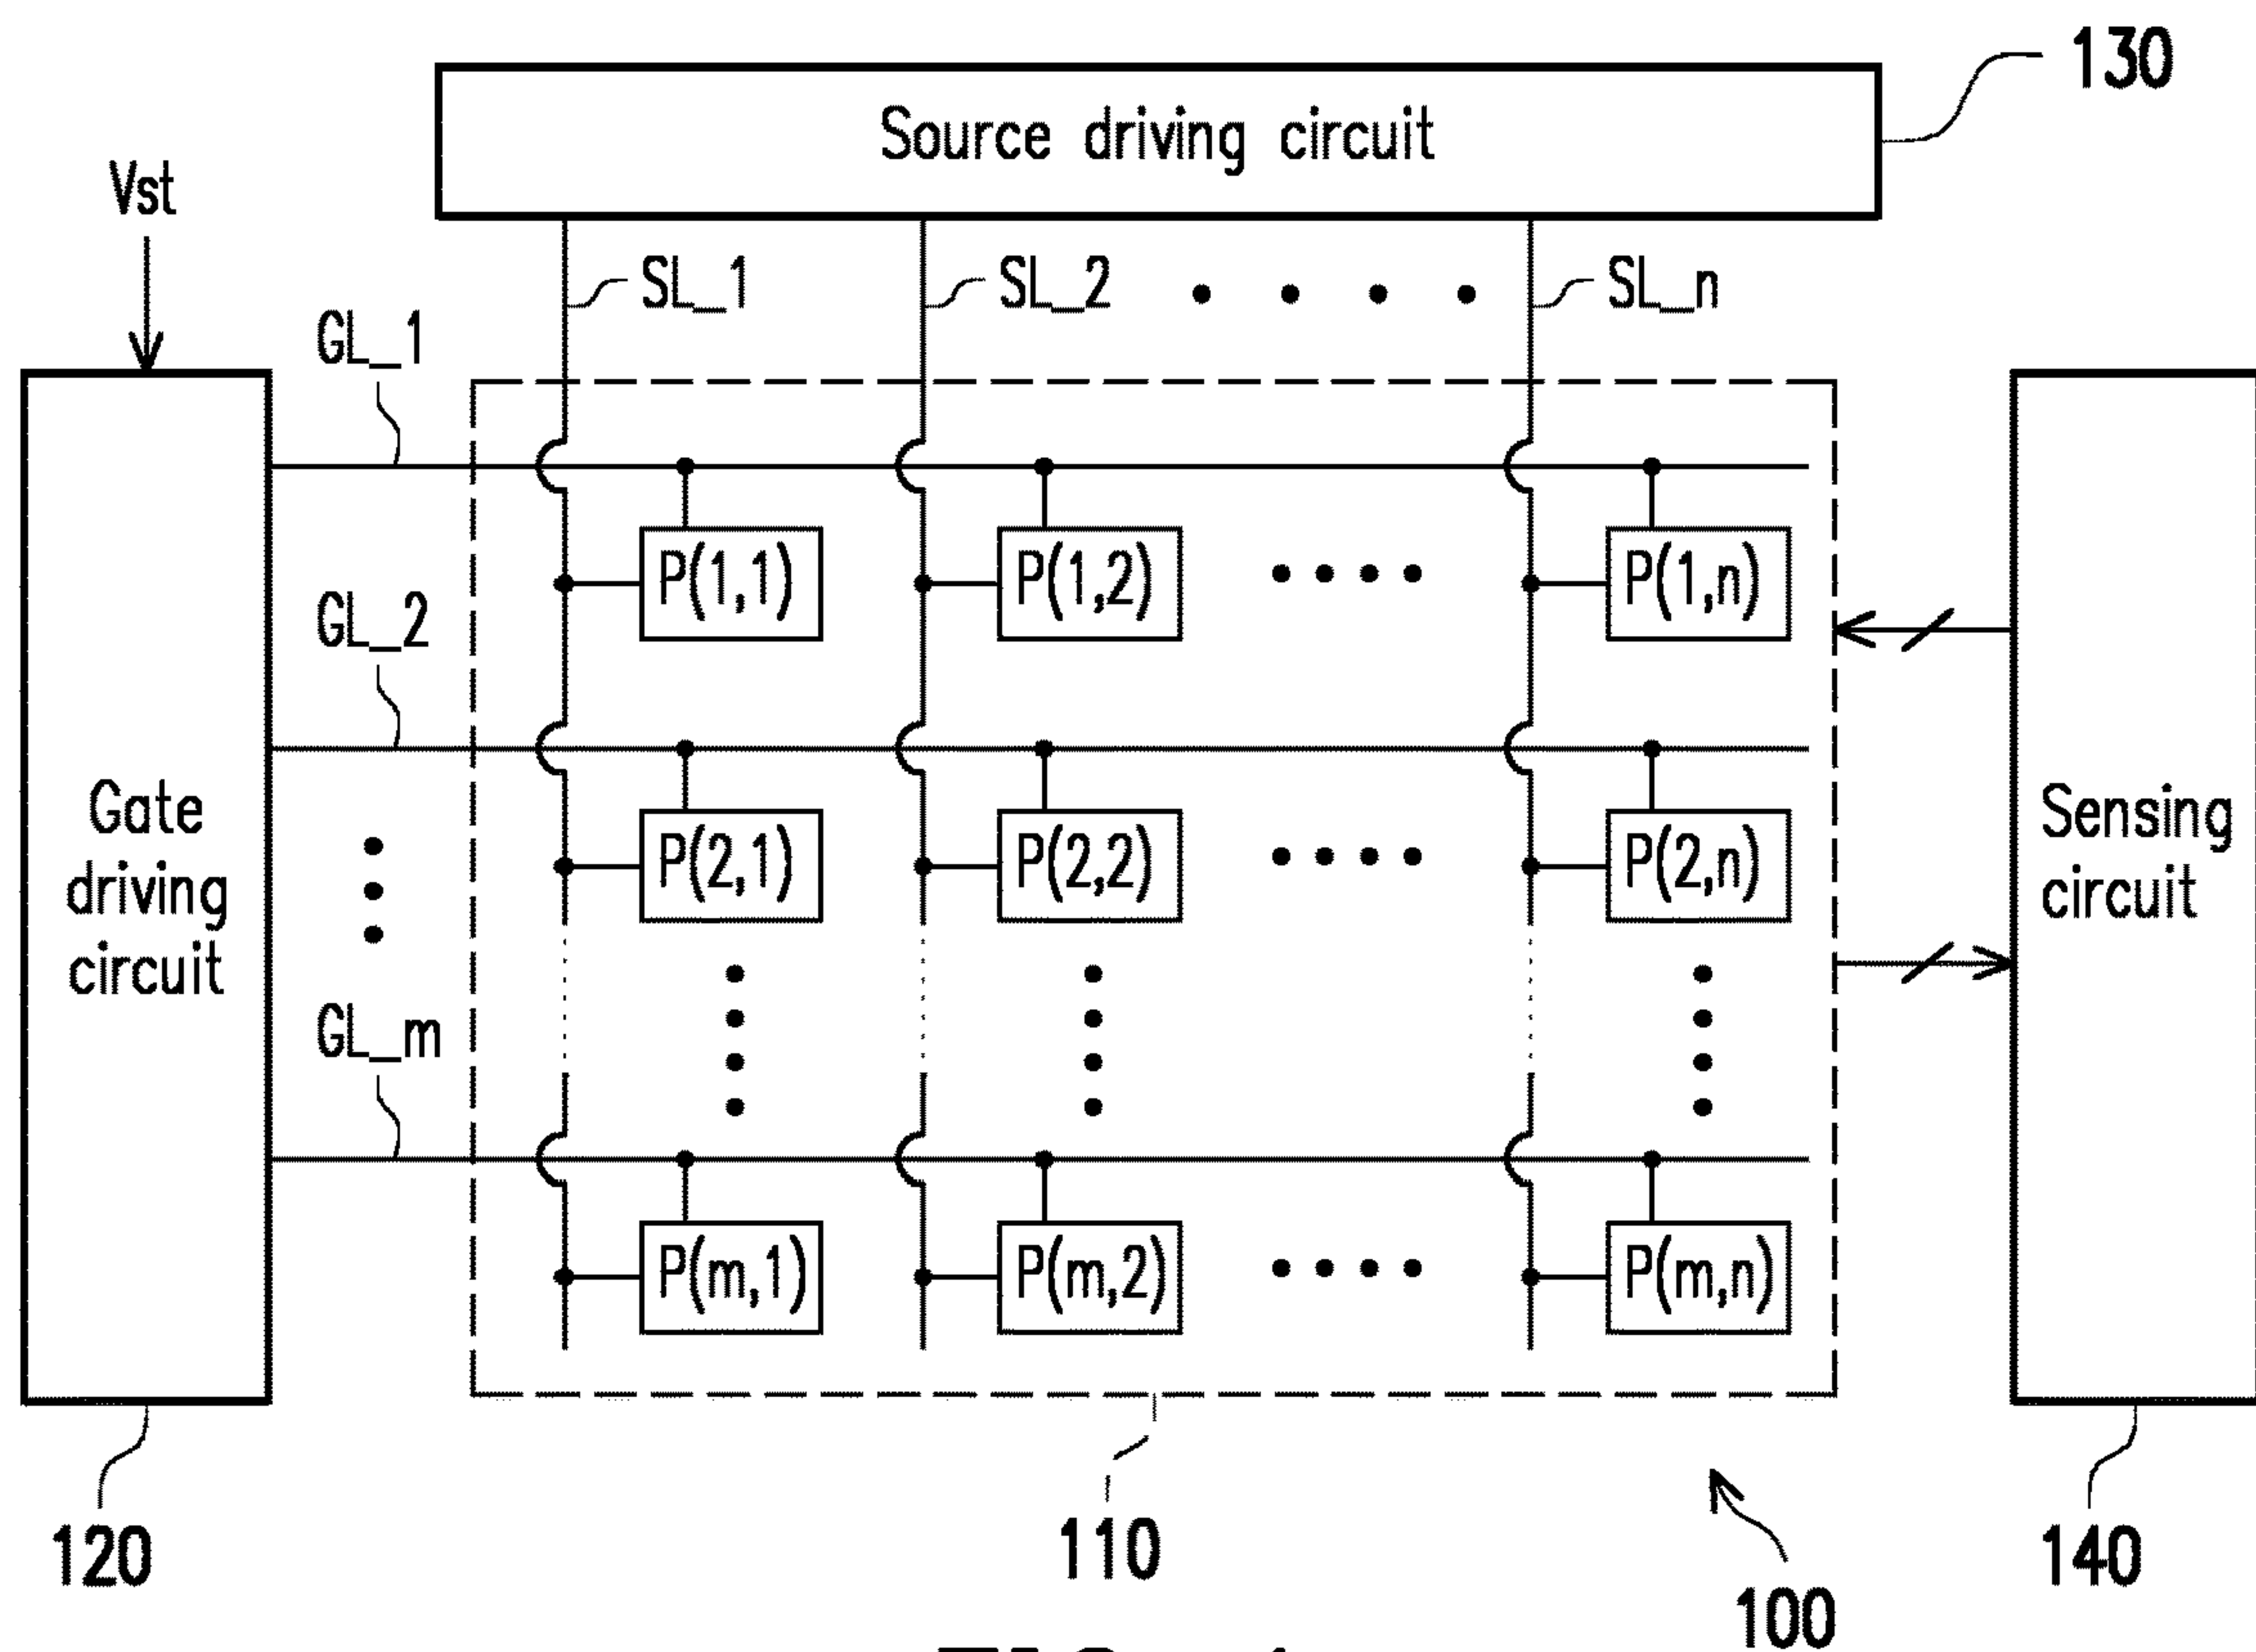 130
Source driving circuit
Vst
SL_1
SL_2
SL_n
GL_1
P(1,1)
P(1,2)
P(1,n)
GL_2
P(2,1)
P(2,2)
P(2,n)
Gate
driving
circuit
Sensing
circuit
GL_m
P(m,1)
P(m,2)
P(m,n)
120
110
140
100